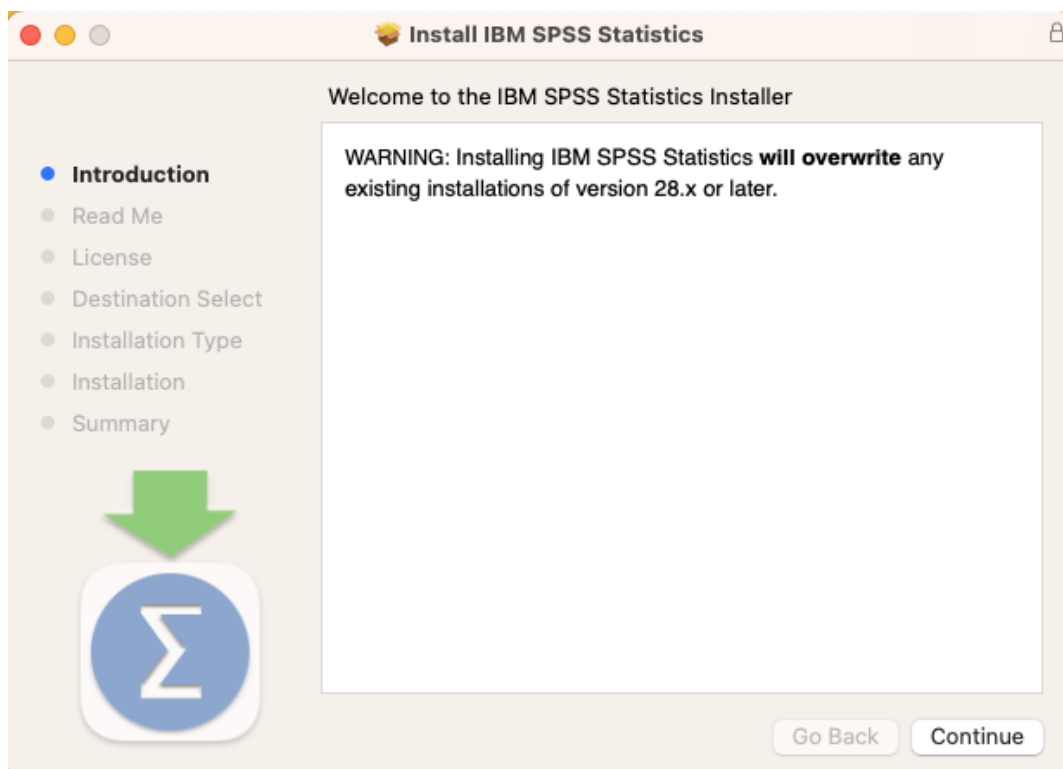 Install IBM SPSS Statistics
Welcome to the IBM SPSS Statistics Installer
Introduction
Read Me
License
Destination Select
Installation Type
Installation
Summary
WARNING: Installing IBM SPSS Statistics will overwrite any
existing installations of version 28.x or later.
Σ
Go Back
Continue